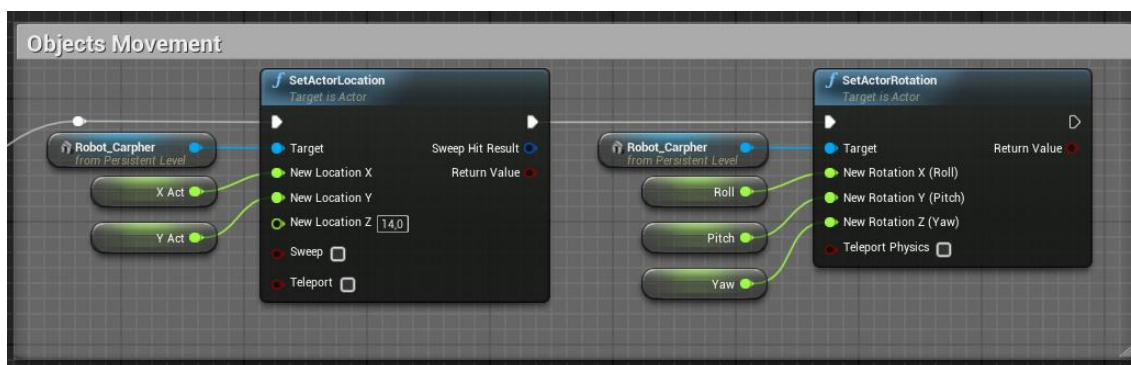 Objects Movement
f SetActorLocation
Target is Actor
Robot_Carpher
from Persistent Level
X Act
Y Act
Target
Sweep Hit Result
New Location X
Return Value
New Location Y
New Location Z 14,0
Sweep
Teleport
Robot_Carpher
from Persistent Level
Roll
Pitch
Yaw
f SetActorRotation
Target is Actor
Target
Return Value
New Rotation X (Roll)
New Rotation Y (Pitch)
New Rotation Z (Yaw)
Teleport Physics